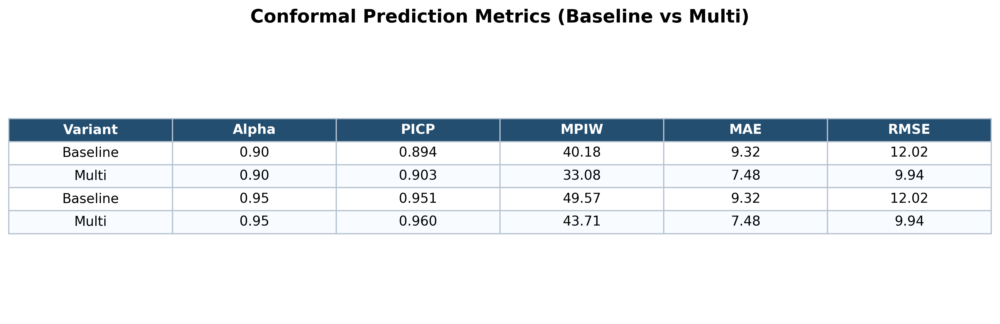 Conformal Prediction Metrics (Baseline vs Multi)
Variant Alpha PICP MPIW MAE RMSE
Baseline 0.90 0.894 40.18 9.32 12.02
Multi 0.90 0.903 33.08 7.48 9.94
Baseline 0.95 0.951 49.57 9.32 12.02
Multi 0.95 0.960 43.71 7.48 9.94